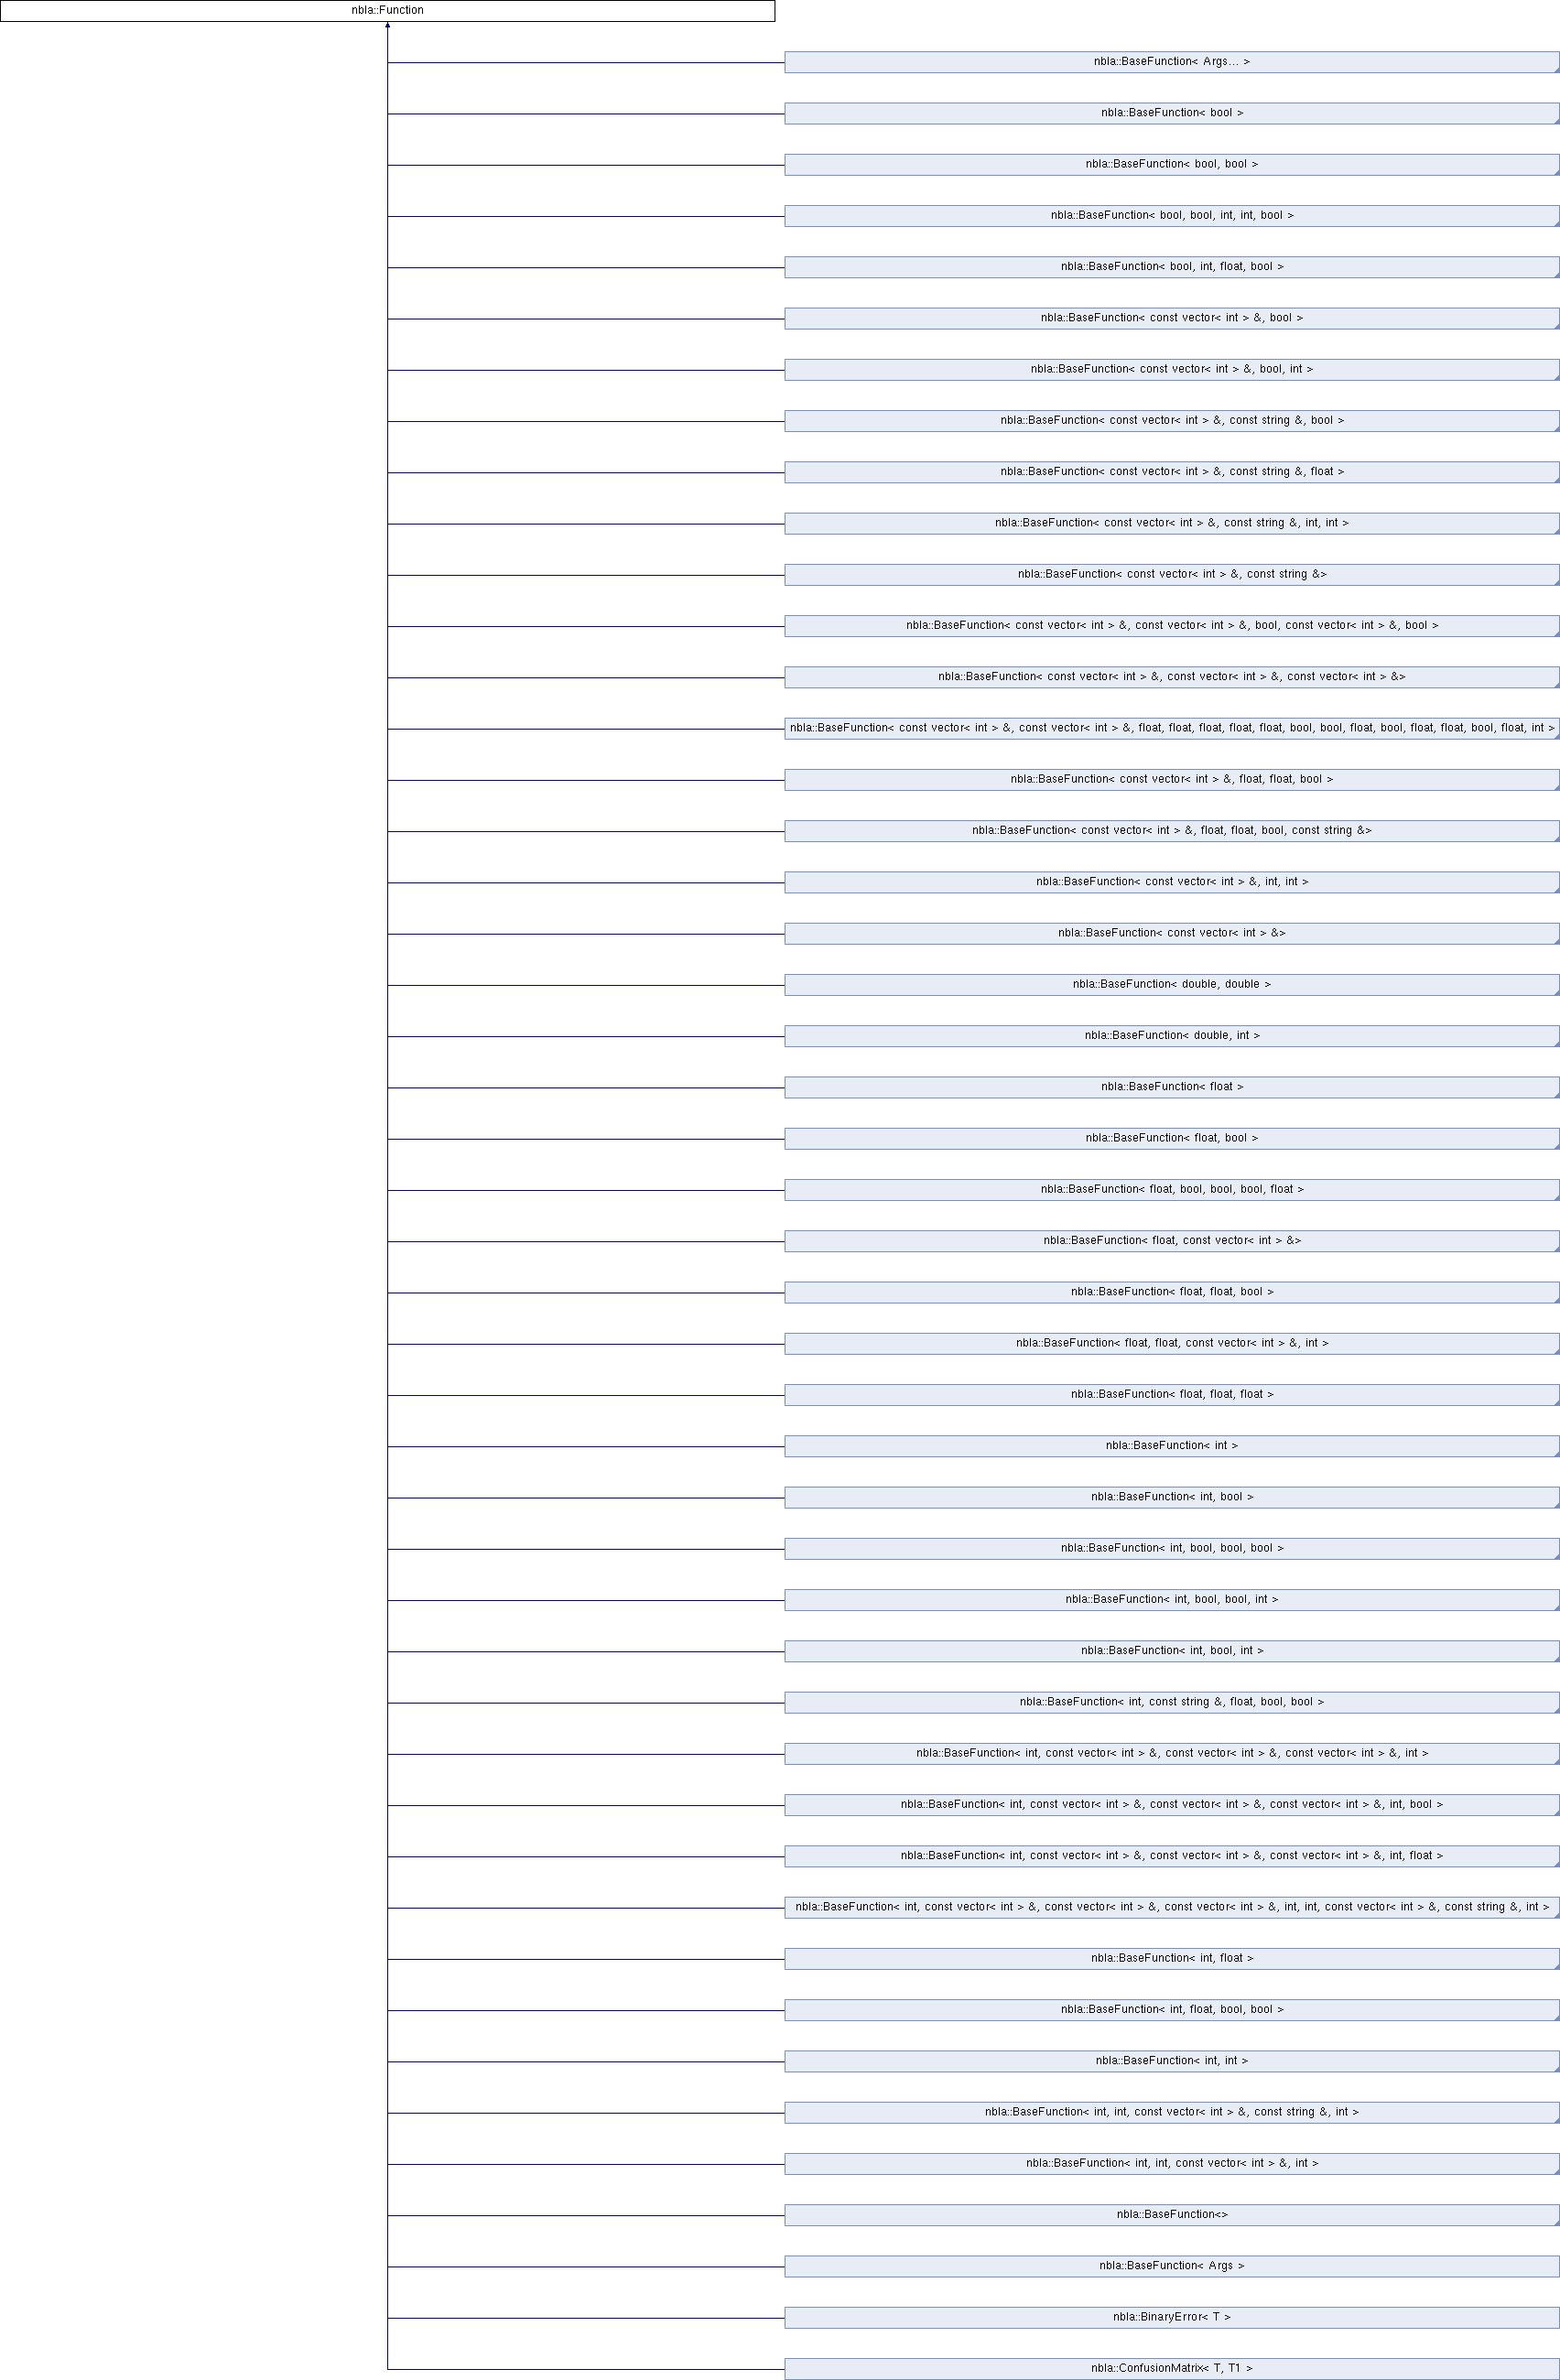 nbla::Function
nbla::BaseFunction< Args... >
nbla::BaseFunction< bool >
nbla::BaseFunction< bool, bool >
nbla::BaseFunction< bool, bool, int, int, bool >
nbla::BaseFunction< bool, int, float, bool >
nbla::BaseFunction< const vector< int > &, bool >
nbla::BaseFunction< const vector< int > &, bool, int >
nbla::BaseFunction< const vector< int > &, const string &, bool >
nbla::BaseFunction< const vector< int > &, const string &, float >
nbla::BaseFunction< const vector< int > &, const string &, int, int >
nbla::BaseFunction< const vector< int > &, const string &>
nbla::BaseFunction< const vector< int > &, const vector< int > &, bool, const vector< int > &, bool >
nbla::BaseFunction< const vector< int > &, const vector< int > &, const vector< int > &>
nbla::BaseFunction< const vector< int > &, const vector< int > &, float, float, float, float, float, bool, bool, float, bool, float, float, bool, float, int >
nbla::BaseFunction< const vector< int > &, float, float, bool >
nbla::BaseFunction< const vector< int > &, float, float, bool, const string &>
nbla::BaseFunction< const vector< int > &, int, int >
nbla::BaseFunction< const vector< int > &>
nbla::BaseFunction< double, double >
nbla::BaseFunction< double, int >
nbla::BaseFunction< float >
nbla::BaseFunction< float, bool >
nbla::BaseFunction< float, bool, bool, bool, float >
nbla::BaseFunction< float, const vector< int > &>
nbla::BaseFunction< float, float, bool >
nbla::BaseFunction< float, float, const vector< int > &, int >
nbla::BaseFunction< float, float, float >
nbla::BaseFunction< int >
nbla::BaseFunction< int, bool >
nbla::BaseFunction< int, bool, bool, bool >
nbla::BaseFunction< int, bool, bool, int >
nbla::BaseFunction< int, bool, int >
nbla::BaseFunction< int, const string &, float, bool, bool >
nbla::BaseFunction< int, const vector< int > &, const vector< int > &, const vector< int > &, int >
nbla::BaseFunction< int, const vector< int > &, const vector< int > &, const vector< int > &, int, bool >
nbla::BaseFunction< int, const vector< int > &, const vector< int > &, const vector< int > &, int, float >
nbla::BaseFunction< int, const vector< int > &, const vector< int > &, const vector< int > &, int, int, const vector< int > &, const string &, int >
nbla::BaseFunction< int, float >
nbla::BaseFunction< int, float, bool, bool >
nbla::BaseFunction< int, int >
nbla::BaseFunction< int, int, const vector< int > &, const string &, int >
nbla::BaseFunction< int, int, const vector< int > &, int >
nbla::BaseFunction<>
nbla::BaseFunction< Args >
nbla::BinaryError< T >
nbla::ConfusionMatrix< T, T1 >